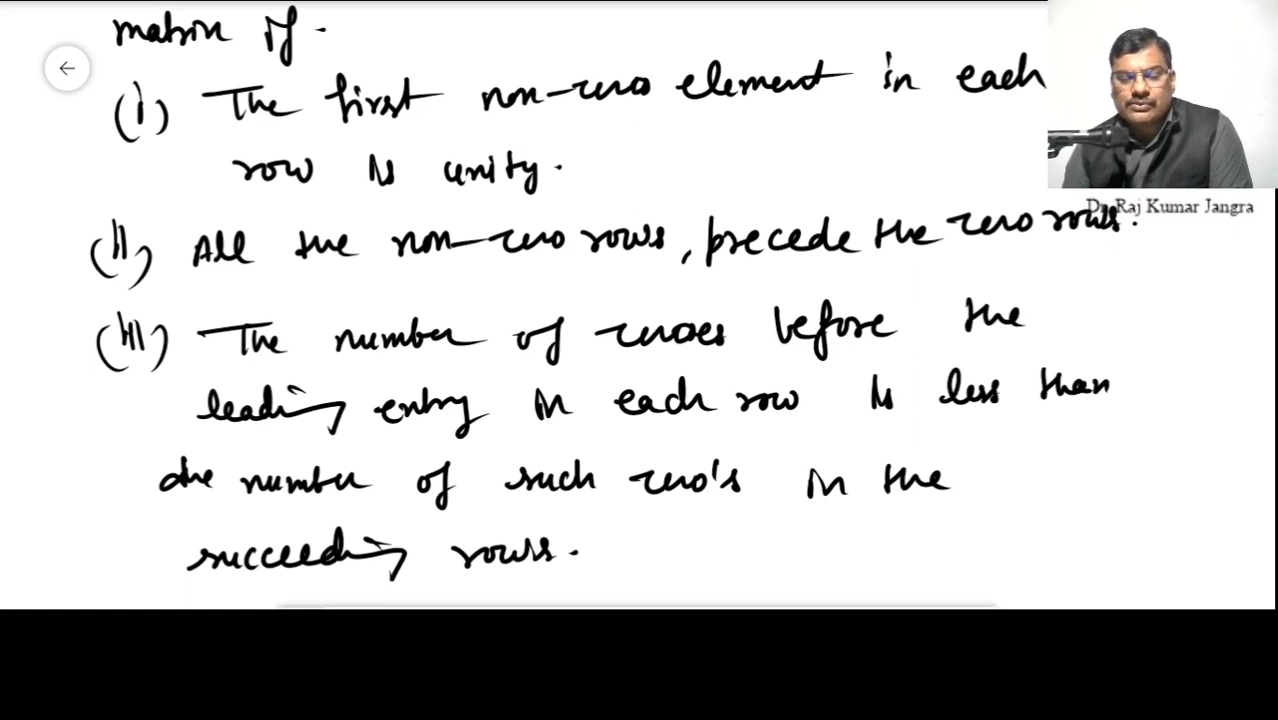 matrix if.
(i) The first non-zero element in each
row is unity.
Dr. Raj Kumar Jangra
(ii) All the non-zero rows, precede the zero rows.
(iii) The number of zeroes before the
leading entry in each row is less than
the number of such zero's in the
succeeding rows.